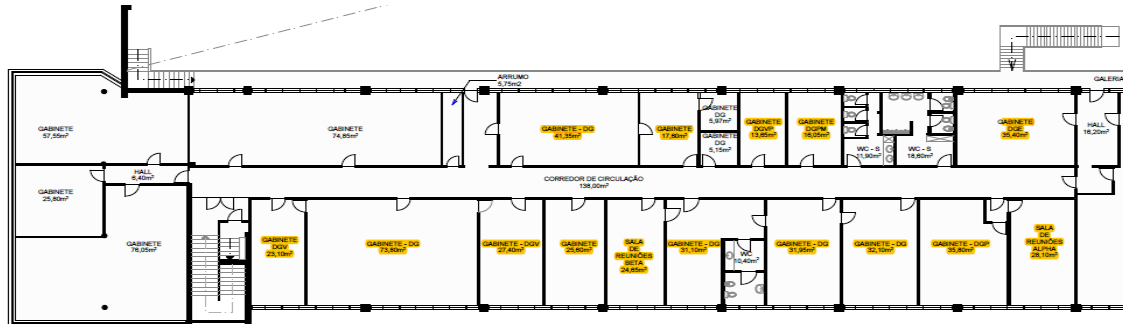 ARRUMO
5,75m2
GALERIA
GABINETE
57,55m²
GABINETE
74,85m²
GABINETE - DG
41,35m²
GABINETE
17,60m²
GABINETE
DG
5,97m²
GABINETE
DG
5,15m²
GABINETE
DGVP
13,65m²
GABINETE
DGPM
16,05m²
WC - S
11,90m²
WC - S
18,60m²
GABINETE
DGE
35,40m²
HALL
16,20m²
HALL
6,40m²
CORREDOR DE CIRCULAÇÃO
138,00m²
GABINETE
25,80m²
GABINETE
76,05m²
GABINETE
DGV
23,10m²
GABINETE - DG
73,80m²
GABINETE - DGV
27,40m²
GABINETE
25,60m²
SALA
DE
REUNIÕES
BETA
24,65m²
GABINETE - DG
31,10m²
WC
10,40m²
GABINETE - DG
31,95m²
GABINETE - DG
32,10m²
GABINETE - DGP
35,80m²
SALA
DE
REUNIÕES
ALPHA
28,10m²